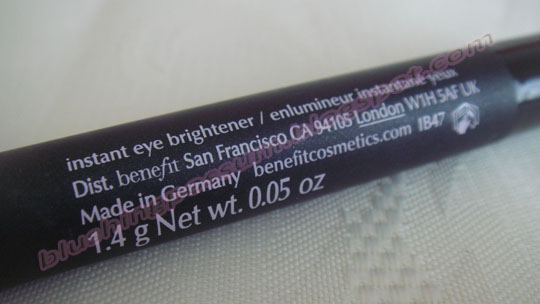 instant eye brightener / enlumineur instantané yeux
Dist. benefit San Francisco CA 94105 London W1H 5AF UK
Made in Germany benefitcosmetics.com IB47
1.4 g Net wt. 0.05 oz